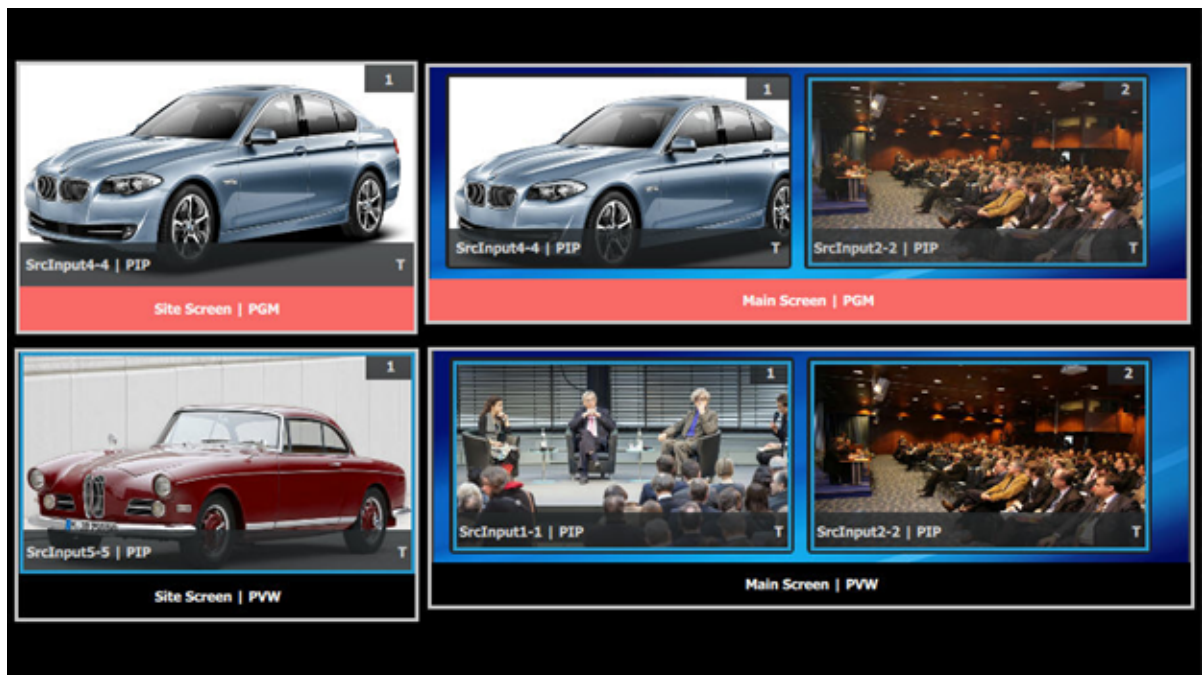 1
SrcInput4-4 | PIP
T
Site Screen | PGM
1
SrcInput4-4 | PIP
T
2
SrcInput2-2 | PIP
T
Main Screen | PGM
1
SrcInput5-5 | PIP
T
Site Screen | PVW
1
SrcInput1-1 | PIP
T
2
SrcInput2-2 | PIP
T
Main Screen | PVW